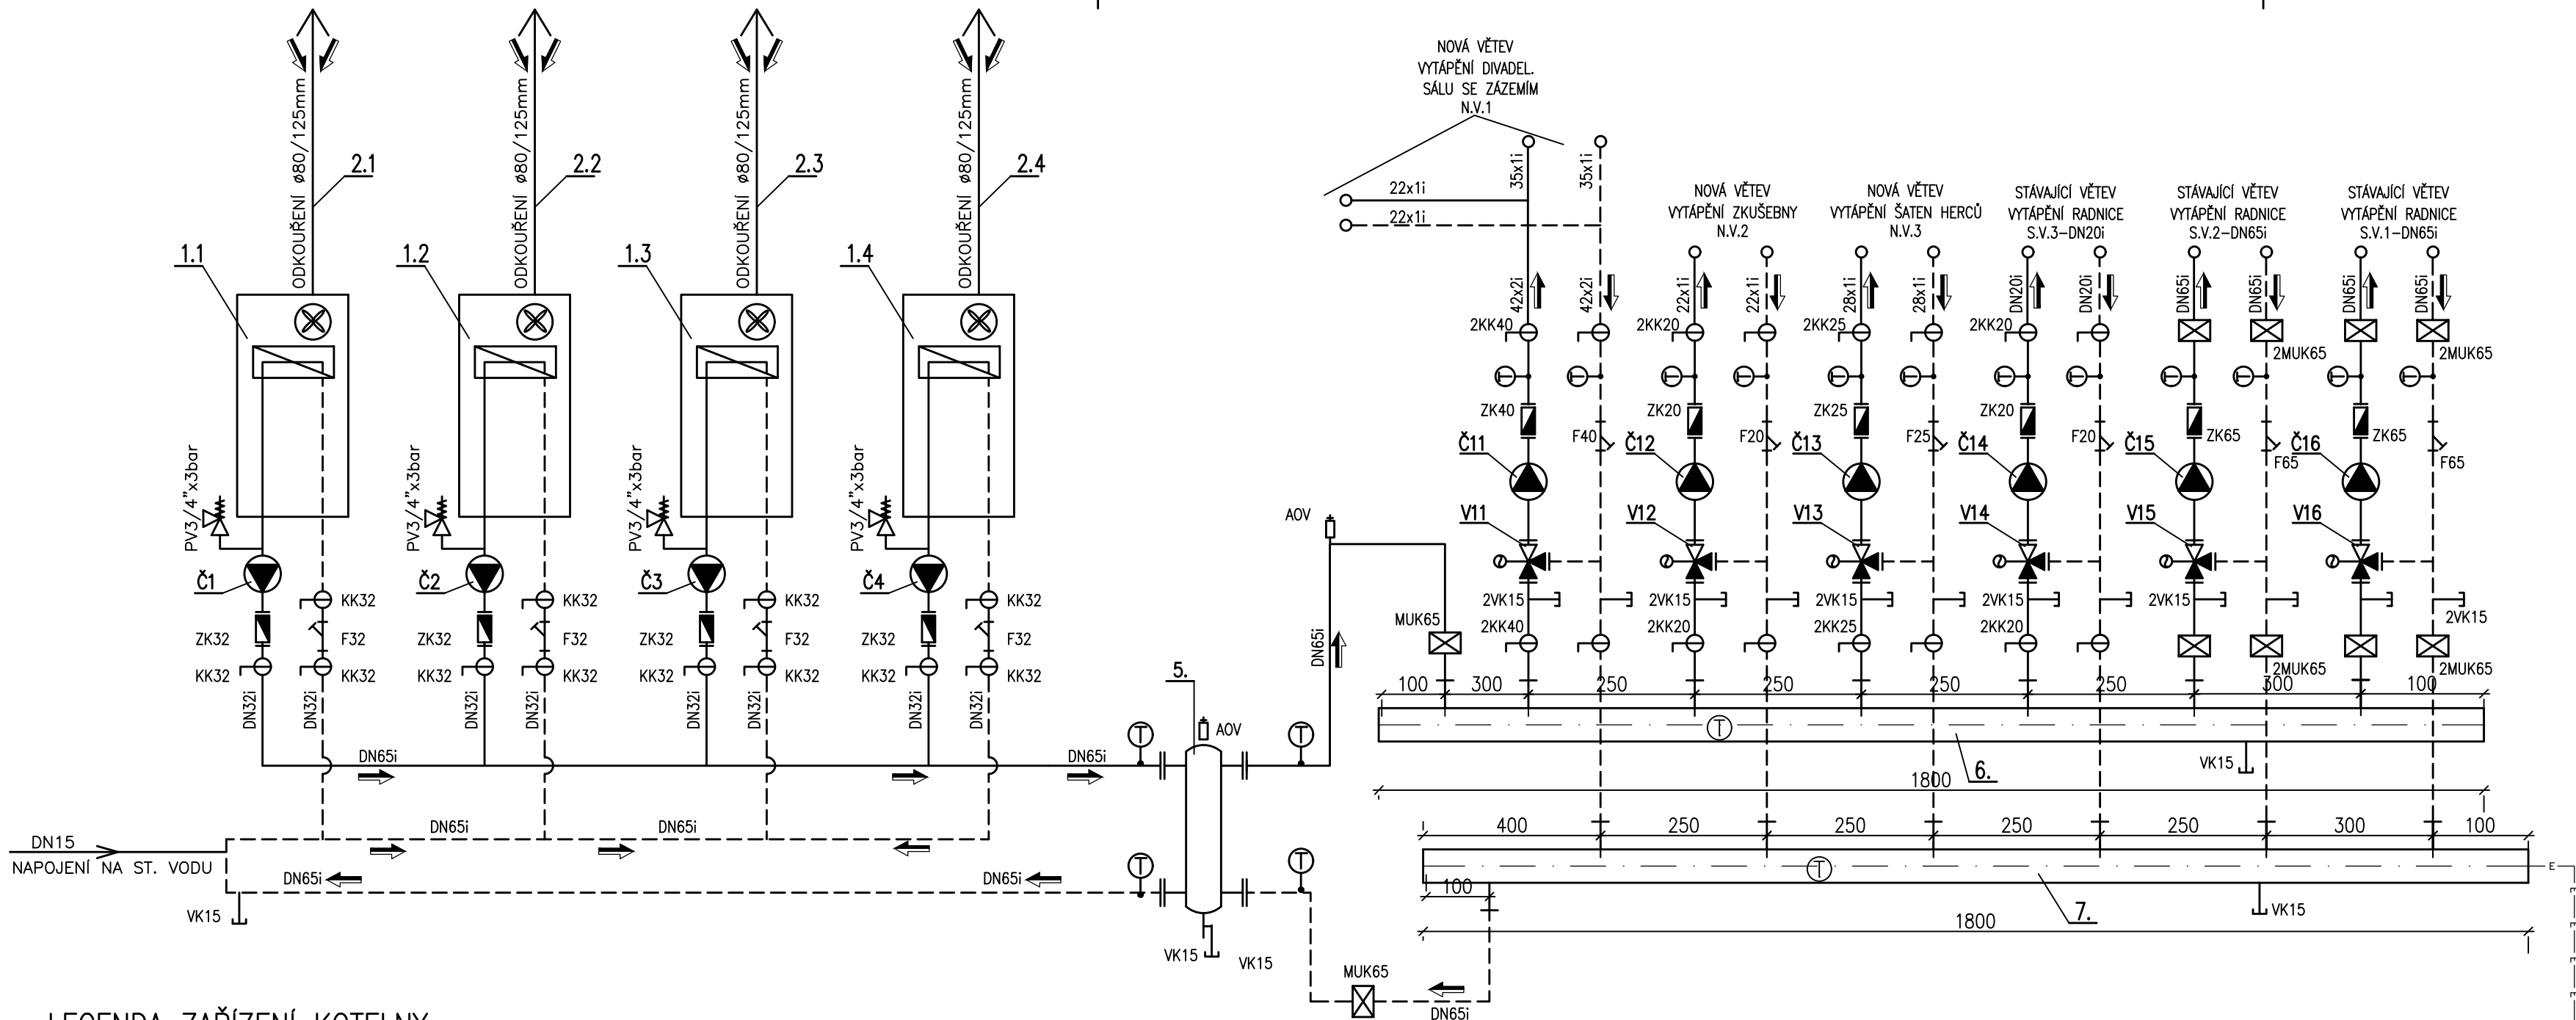 NOVÁ VĚTEV
VYTÁPĚNÍ DIVADEL.
SÁLU SE ZÁZEMÍM
N.V.1
ODKOUŘENÍ ø80/125mm
2.1
ODKOUŘENÍ ø80/125mm
2.2
ODKOUŘENÍ ø80/125mm
2.3
ODKOUŘENÍ ø80/125mm
2.4
1.1
1.2
1.3
1.4
35x1i
35x1i
22x1i
22x1i
NOVÁ VĚTEV
VYTÁPĚNÍ ZKUŠEBNY
N.V.2
NOVÁ VĚTEV
VYTÁPĚNÍ ŠATEN HERCŮ
N.V.3
STÁVAJÍCÍ VĚTEV
VYTÁPĚNÍ RADNICE
S.V.3-DN20i
STÁVAJÍCÍ VĚTEV
VYTÁPĚNÍ RADNICE
S.V.2-DN65i
STÁVAJÍCÍ VĚTEV
VYTÁPĚNÍ RADNICE
S.V.1-DN65i
42x2i
42x2i
22x1i
22x1i
28x1i
28x1i
DN20i
DN20i
DN65i
DN65i
DN65i
DN65i
2KK40
2KK20
2KK25
2KK20
2MUK65
2MUK65
ZK40
F40
ZK20
F20
ZK25
F25
ZK20
F20
ZK65
F65
ZK65
F65
Č11
Č12
Č13
Č14
Č15
Č16
PV3/4"x3bar
PV3/4"x3bar
PV3/4"x3bar
PV3/4"x3bar
AOV
V11
V12
V13
V14
V15
V16
Č1
Č2
Č3
Č4
KK32
KK32
KK32
KK32
2VK15
2VK15
2VK15
2VK15
2VK15
2VK15
ZK32
F32
ZK32
F32
ZK32
F32
ZK32
F32
MUK65
2KK40
2KK20
2KK25
2KK20
2MUK65
2MUK65
KK32
KK32
KK32
KK32
KK32
KK32
KK32
KK32
DN32i
DN32i
DN32i
DN32i
DN32i
DN32i
DN32i
DN32i
DN65i
5.
100
300
250
250
250
250
300
100
T
AOV
T
T
DN65i
DN65i
VK15
6.
1800
DN15
NAPOJENÍ NA ST. VODU
DN65i
DN65i
400
250
250
250
250
300
100
T
T
T
E
DN65i
DN65i
100
VK15
VK15
7.
1800
VK15
VK15
MUK65
DN65i
LEGENDA ZAŘÍZENÍ KOTELNY